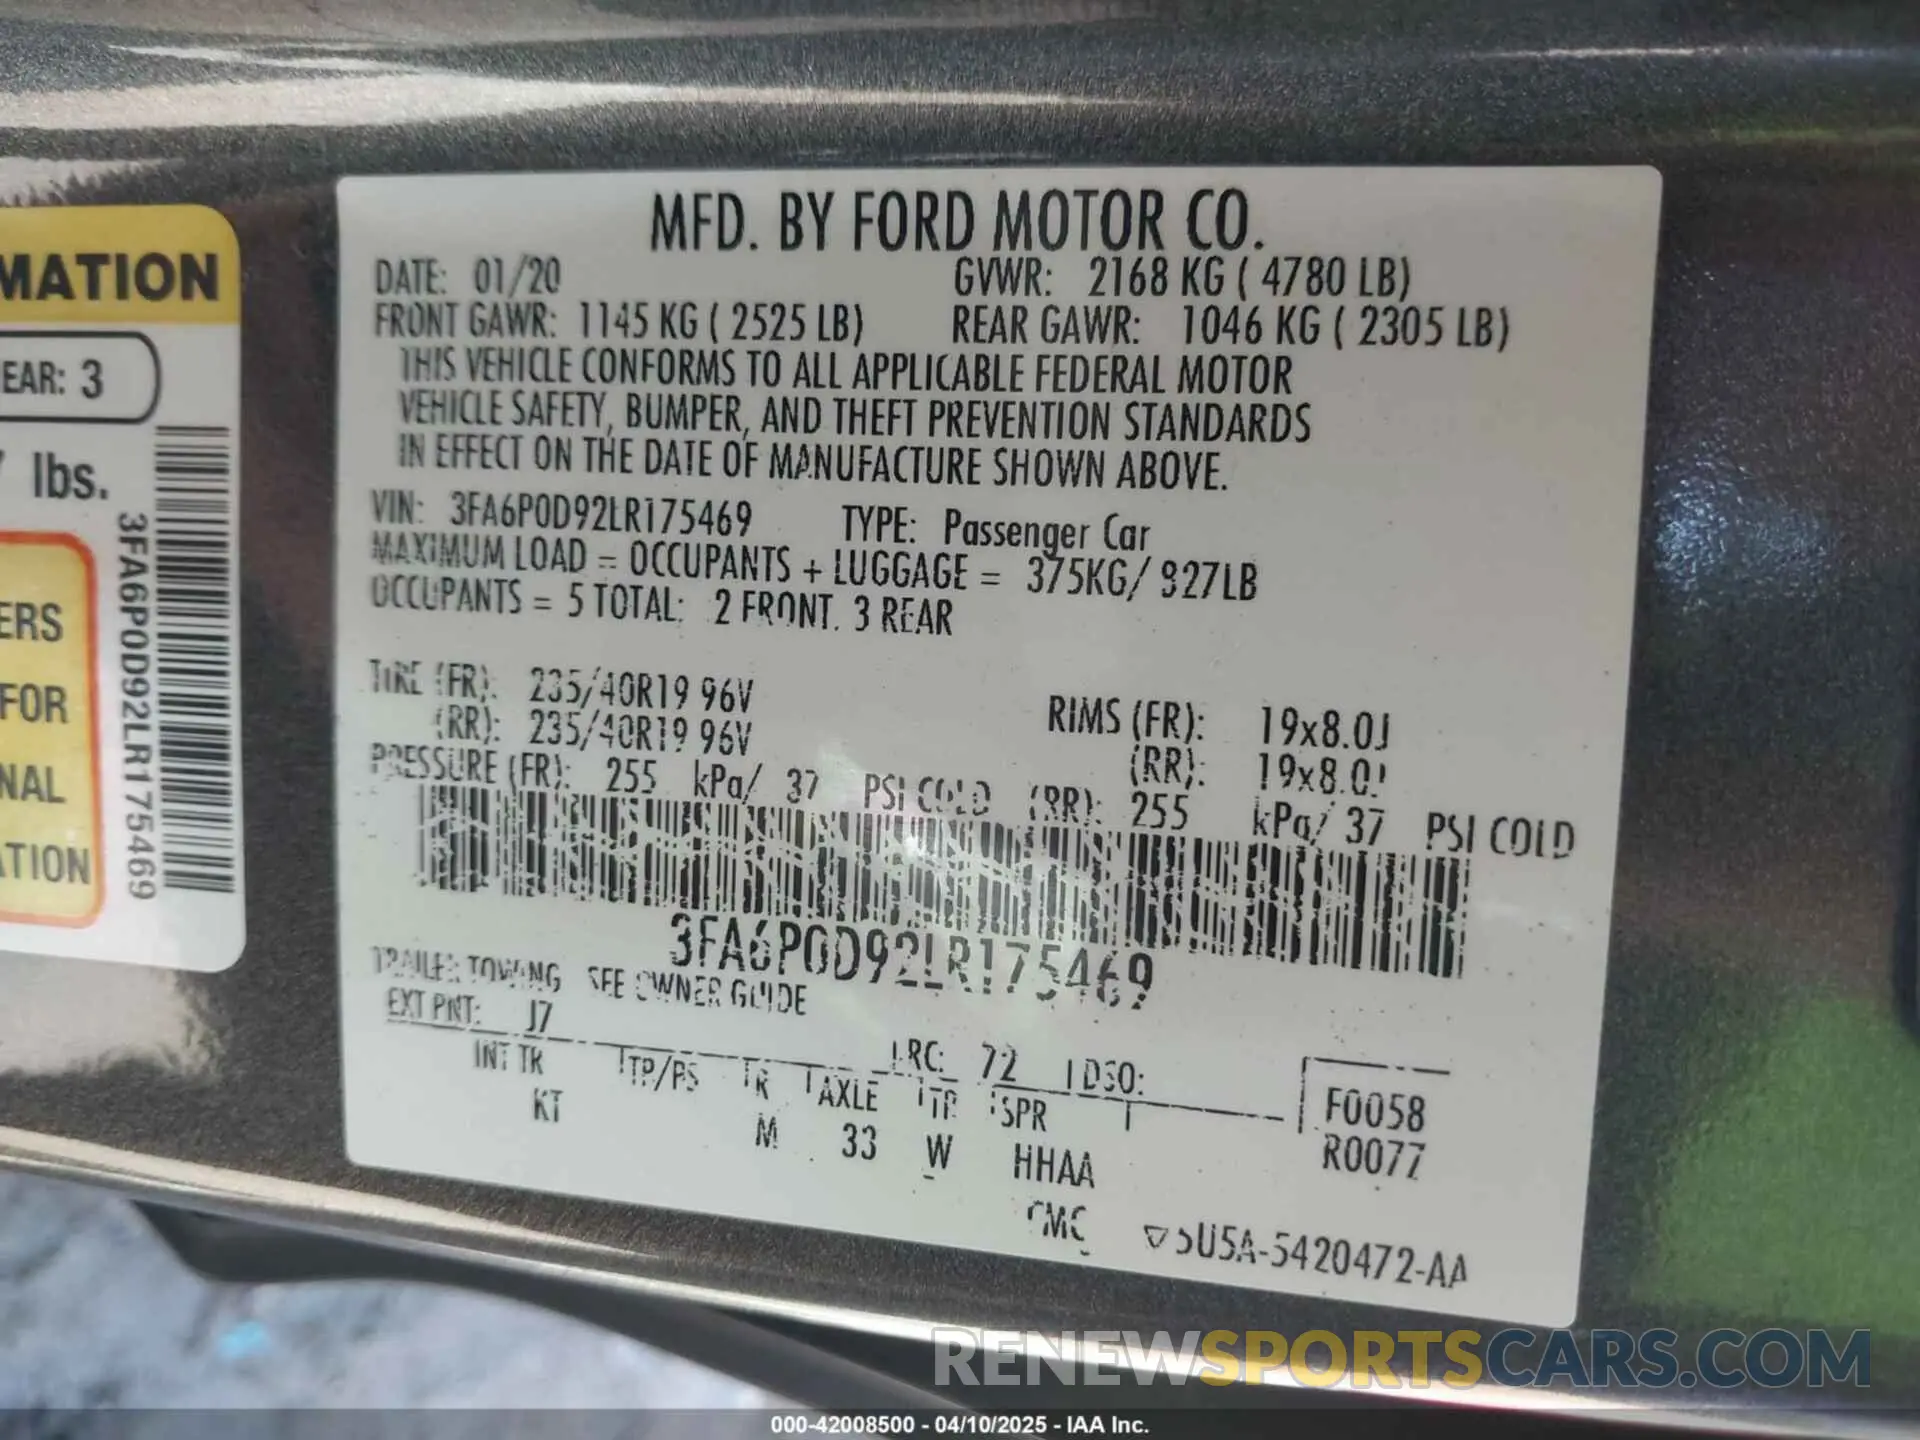 MATION
EAR: 3
lbs.
ERS
FOR
NAL
ATION
3FA6P0D92LR175469
MFD. BY FORD MOTOR CO.
DATE: 01/20 GVWR: 2168 KG ( 4780 LB)
FRONT GAWR: 1145 KG ( 2525 LB) REAR GAWR: 1046 KG ( 2305 LB)
THIS VEHICLE CONFORMS TO ALL APPLICABLE FEDERAL MOTOR
VEHICLE SAFETY, BUMPER, AND THEFT PREVENTION STANDARDS
IN EFFECT ON THE DATE OF MANUFACTURE SHOWN ABOVE.
VIN: 3FA6P0D92LR175469 TYPE: Passenger Car
MAXIMUM LOAD = OCCUPANTS + LUGGAGE = 375KG/ 827LB
OCCUPANTS = 5 TOTAL: 2 FRONT. 3 REAR
TIRE (FR): 235/40R19 96V RIMS (FR): 19x8.0J
(RR): 235/40R19 96V (RR): 19x8.0J
PRESSURE (FR): 255 kPa/ 37 PSI COLD (RR): 255 kPa/ 37 PSI COLD
3FA6P0D92LR175469
TRAILER TOWING SEE OWNER GUIDE
EXT PNT: J7 RC: 72 DSO:
INT TR TP/PS R AXLE TR SPR F0058
KT M 33 W HHAA R0077
5U5A-5420472-AA
RENEWSPORTSCARS.COM
000-42008500 - 04/10/2025 - IAA Inc.